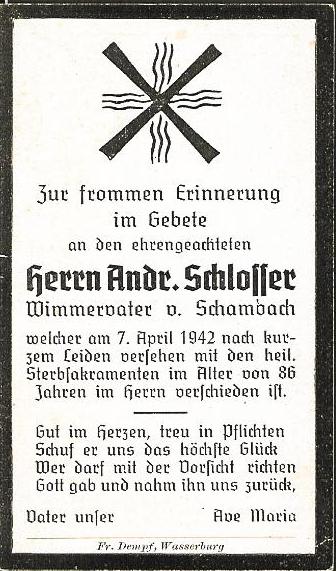 Zur frommen Erinnerung
im Gebete
an den ehrengeachteten
Herrn Andr. Schlosser
Wimmervater v. Schambach
welcher am 7. April 1942 nach kur-
zem Leiden versehen mit den heil.
Sterbsakramenten im Alter von 86
Jahren im Herrn verschieden ist.
Gut im Herzen, treu in Pflichten
Schuf er uns das höchste Glück
Wer darf mit der Vorsicht richten
Gott gab und nahm ihn uns zurück,
Vater unser Ave Maria
Fr. Dempf, Wasserburg